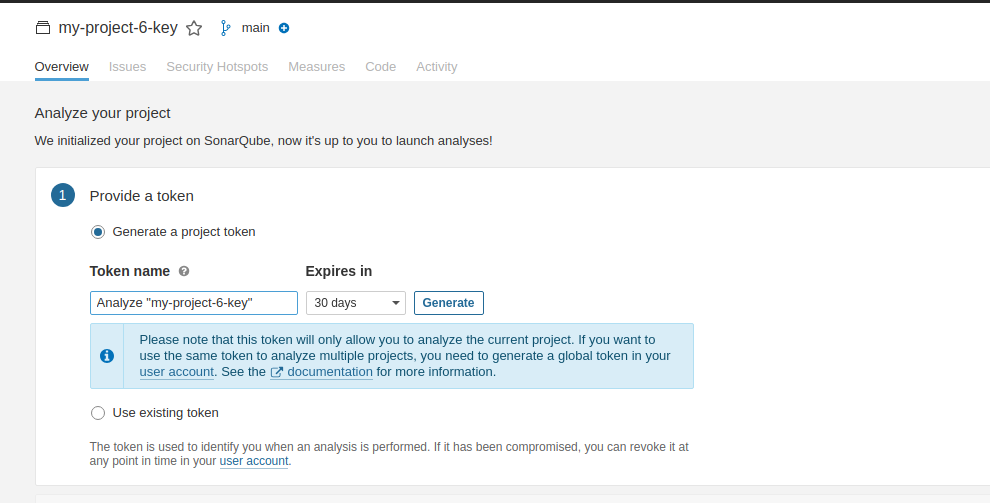 my-project-6-key main
Overview Issues Security Hotspots Measures Code Activity
Analyze your project
We initialized your project on SonarQube, now it's up to you to launch analyses!
1 Provide a token
Generate a project token
Token name ? Expires in
Analyze "my-project-6-key" 30 days Generate
Please note that this token will only allow you to analyze the current project. If you want to
use the same token to analyze multiple projects, you need to generate a global token in your
user account. See the documentation for more information.
Use existing token
The token is used to identify you when an analysis is performed. If it has been compromised, you can revoke it at
any point in time in your user account.